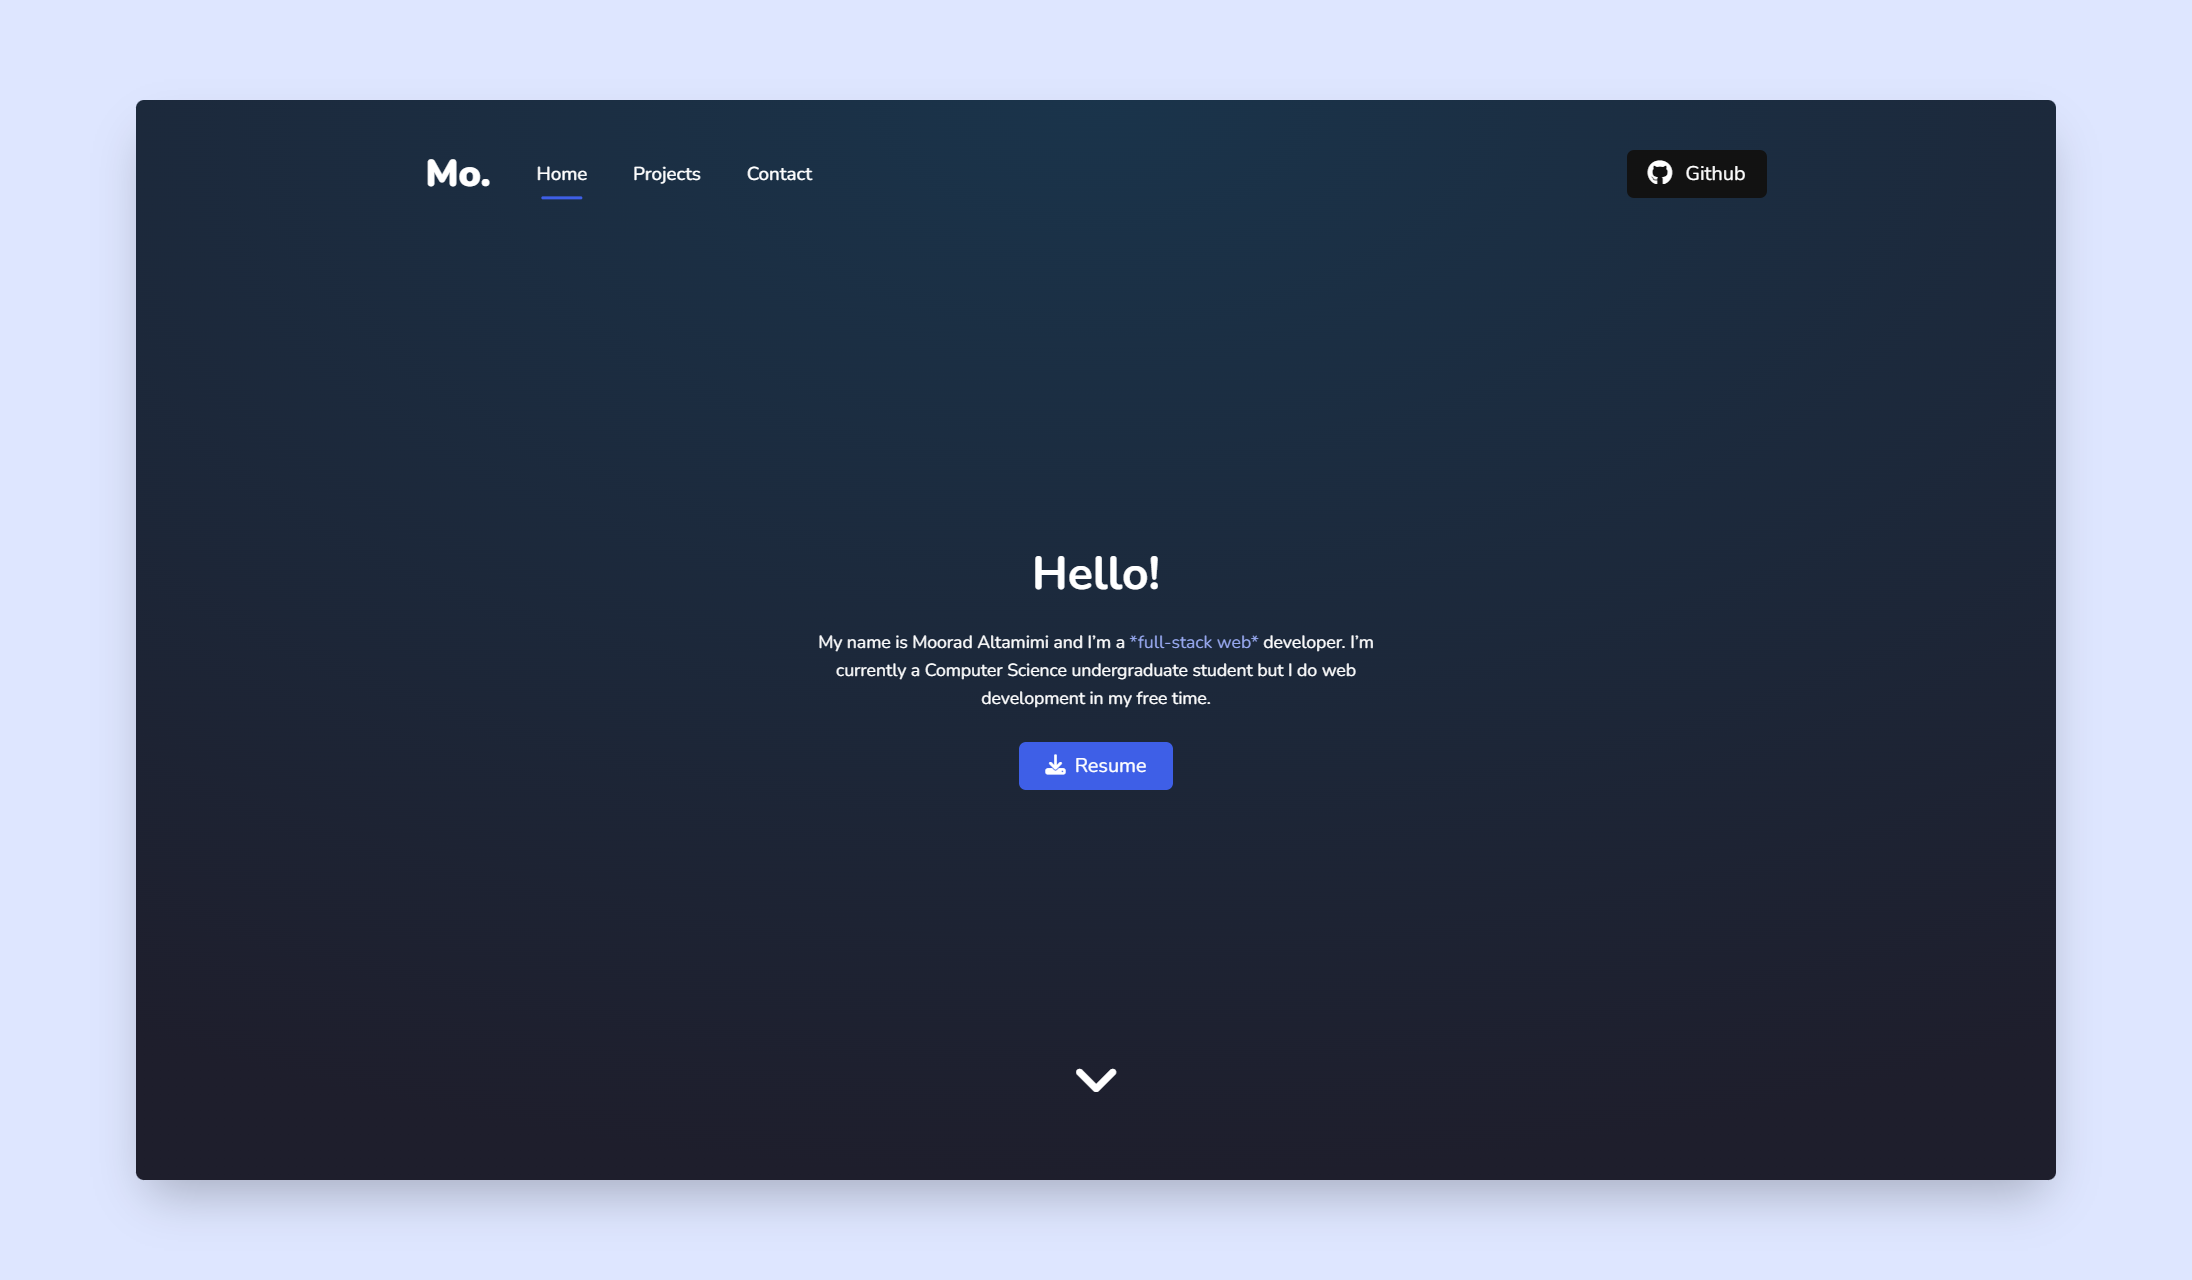 Mo.
Home
Projects
Contact
Github
Hello!
My name is Moorad Altamimi and I'm a *full-stack web* developer. I'm
currently a Computer Science undergraduate student but I do web
development in my free time.
Resume